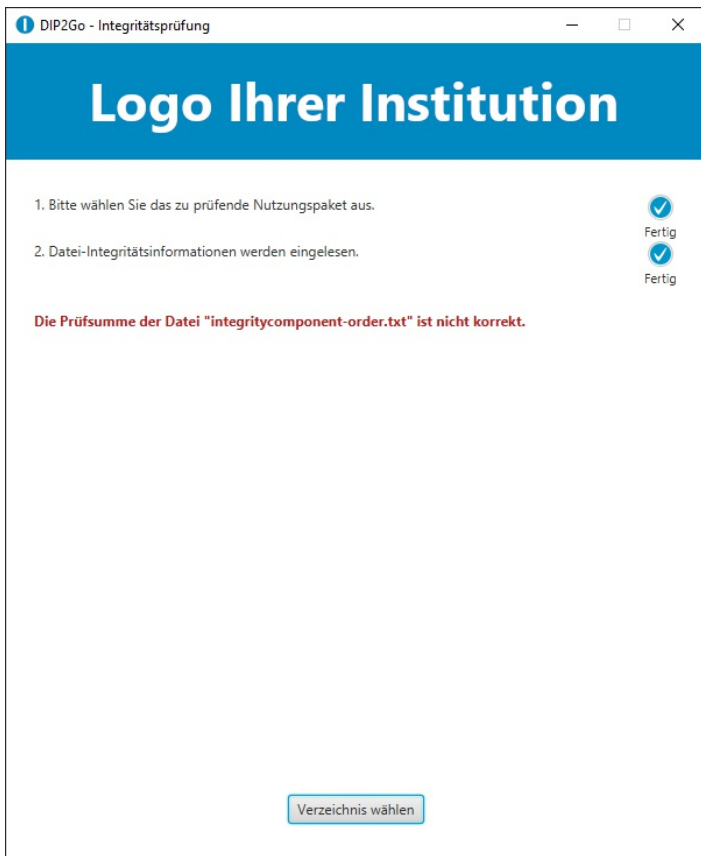 DIP2Go - Integritätsprüfung
Logo Ihrer Institution
1. Bitte wählen Sie das zu prüfende Nutzungspaket aus.
Fertig
2. Datei-Integritätsinformationen werden eingelesen.
Fertig
Die Prüfsumme der Datei "integritycomponent-order.txt" ist nicht korrekt.
Verzeichnis wählen